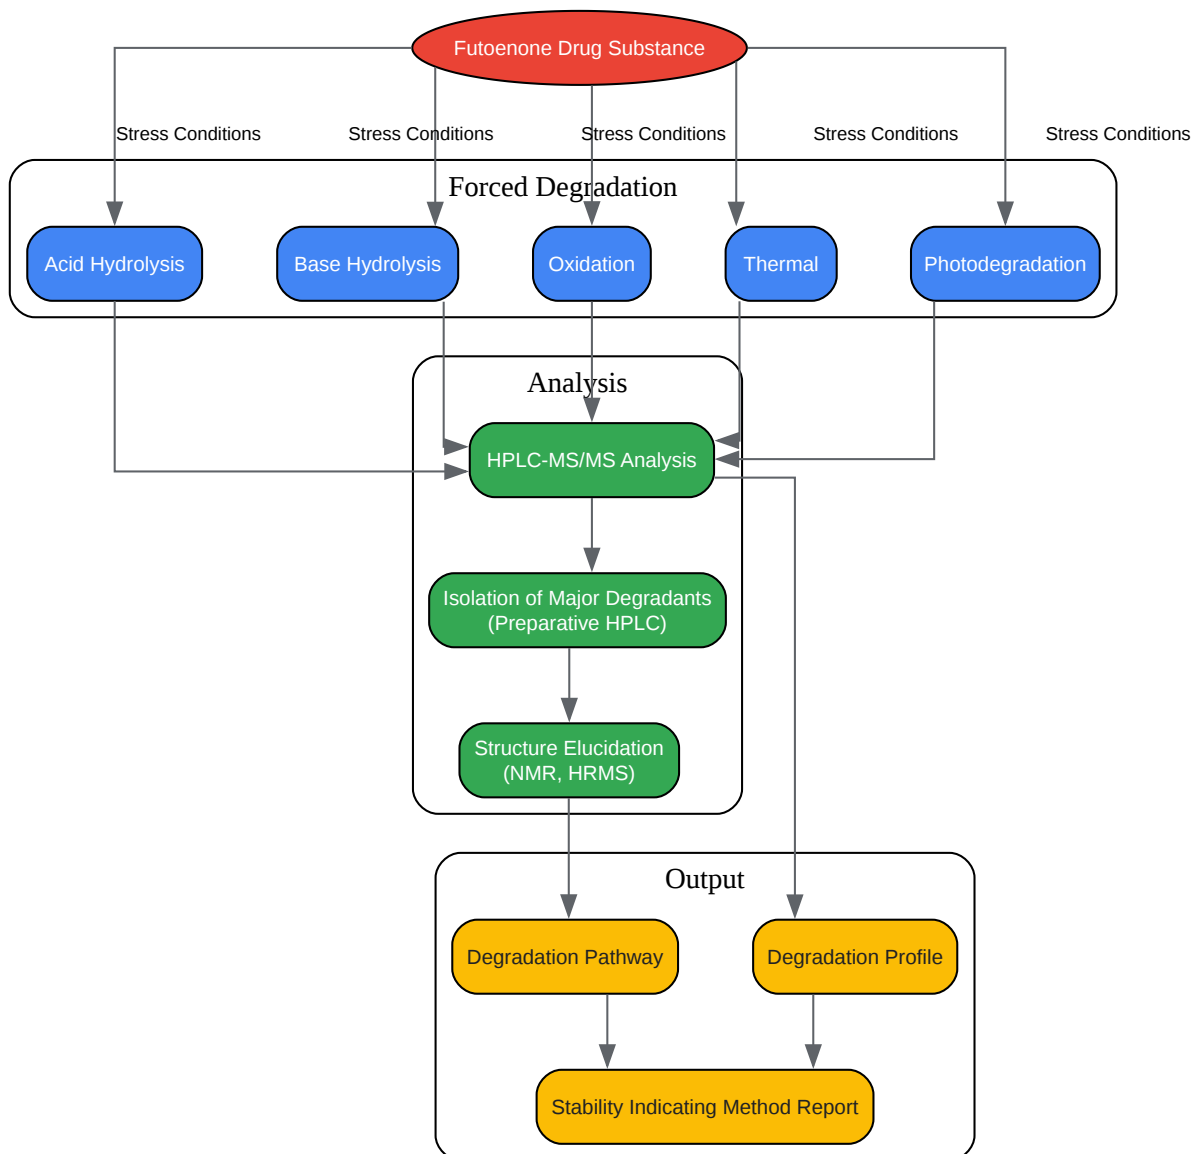 Futoenone Drug Substance
Stress Conditions
Stress Conditions
Stress Conditions
Stress Conditions
Stress Conditions
Forced Degradation
Acid Hydrolysis
Base Hydrolysis
Oxidation
Thermal
Photodegradation
Analysis
HPLC-MS/MS Analysis
Isolation of Major Degradants
(Preparative HPLC)
Structure Elucidation
(NMR, HRMS)
Output
Degradation Pathway
Degradation Profile
Stability Indicating Method Report